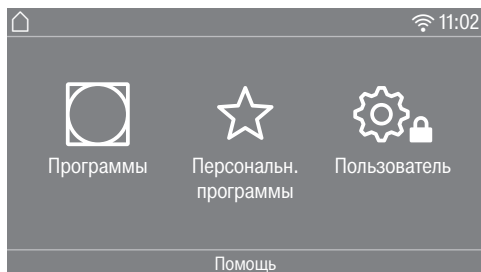 11:02
Программы
Персональн.
программы
Пользователь
Помощь